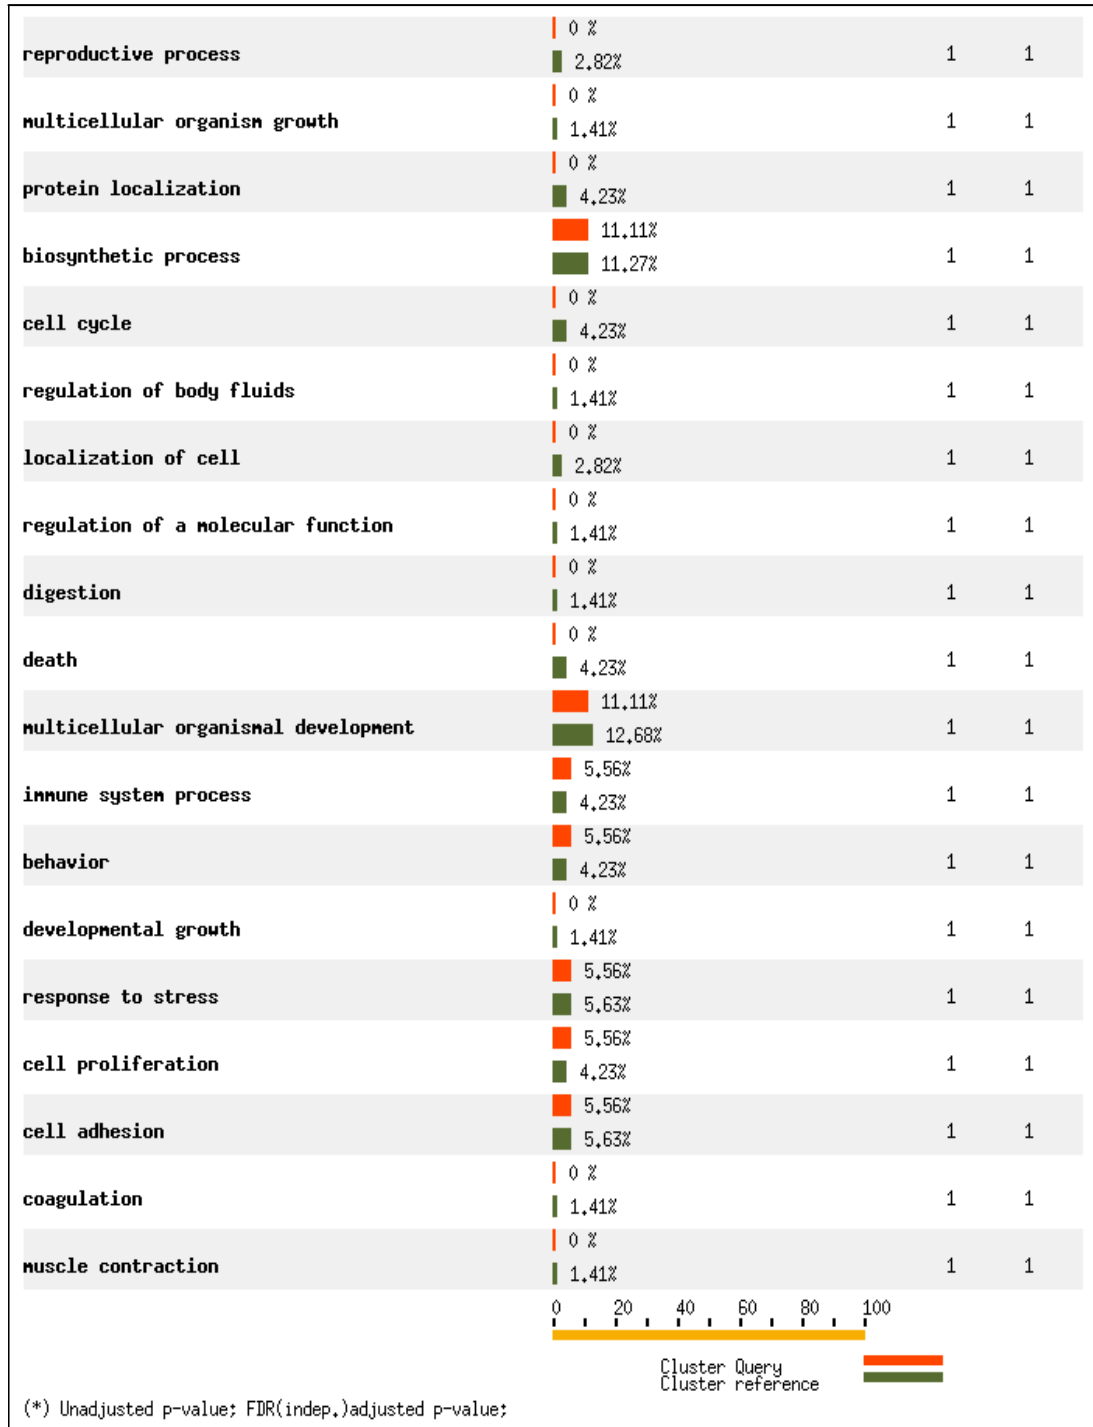 0 %
reproductive process 1 1
2.82%
0 %
multicellular organism growth 1 1
1.41%
0 %
protein localization 1 1
4.23%
11.11%
biosynthetic process 1 1
11.27%
0 %
cell cycle 1 1
4.23%
0 %
regulation of body fluids 1 1
1.41%
0 %
localization of cell 1 1
2.82%
0 %
regulation of a molecular function 1 1
1.41%
0 %
digestion 1 1
1.41%
0 %
death 1 1
4.23%
11.11%
multicellular organismal development 1 1
12.68%
5.56%
immune system process 1 1
4.23%
5.56%
behavior 1 1
4.23%
0 %
developmental growth 1 1
1.41%
5.56%
response to stress 1 1
5.63%
5.56%
cell proliferation 1 1
4.23%
5.56%
cell adhesion 1 1
5.63%
0 %
coagulation 1 1
1.41%
0 %
muscle contraction 1 1
1.41%
0 20 40 60 80 100
Cluster Query
Cluster reference
(*) Unadjusted p-value; FDR(indep.)adjusted p-value;